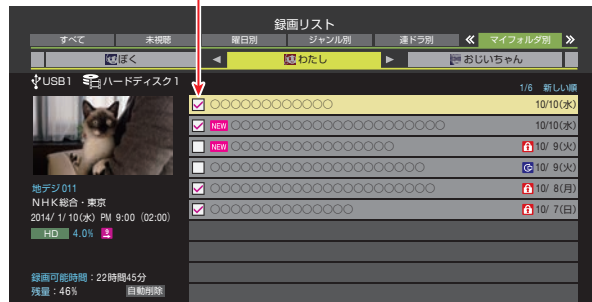 録画リスト
すべて 未視聴 曜日別 ジャンル別 連ドラ別 ≪ マイフォルダ別 ≫
ぼく ◀ わたし ▶ おじいちゃん
USB1 ハードディスク1
1/6 新しい順
○○○○○○○○○○○○ 10/10(水)
NEW ○○○○○○○○○○○○○○○○○○○○○ 10/10(水)
NEW ○○○○○○○○○○○○○○○○ 10/ 9(火)
○○○○○○○○○○○○○○○○○○○○○ 10/ 9(火)
○○○○○○○○○○○○○○○○○○○○○○ 10/ 8(月)
○○○○○○○○○○○○○○ 10/ 7(日)
地デジ011
NHK総合・東京
2014/ 1/10(水) PM 9:00 (02:00)
HD 4.0%
録画可能時間：22時間45分
残量：46% 自動削除